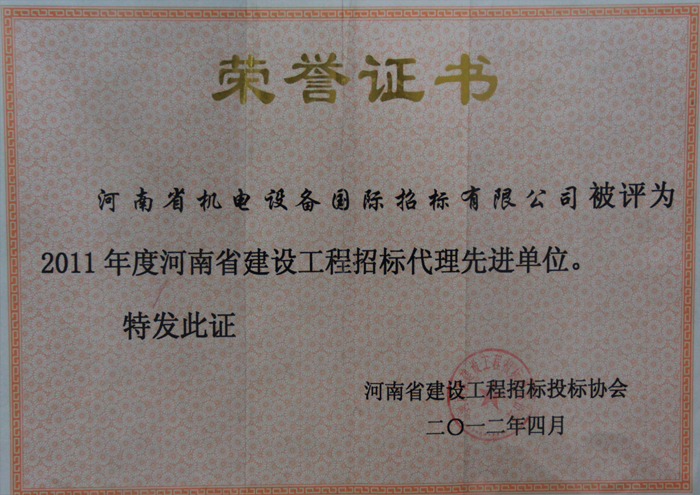 荣誉证书
河南省机电设备国际招标有限公司被评为
2011年度河南省建设工程招标代理先进单位。
特发此证
河南省建设工程招标投标协会
二〇一二年四月